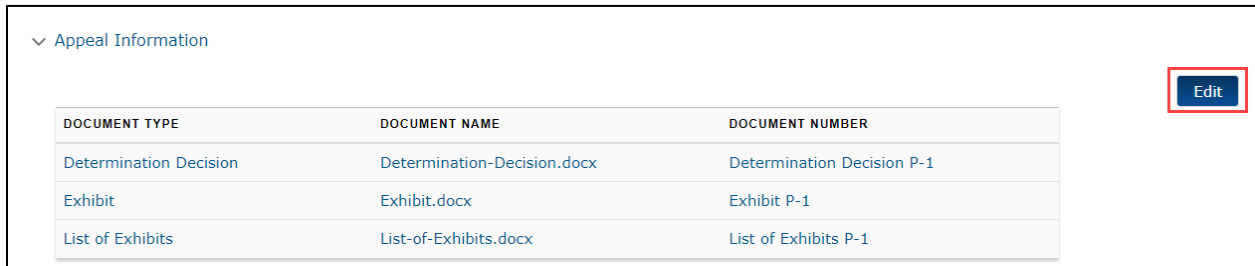 Appeal Information
Edit
DOCUMENT TYPE DOCUMENT NAME DOCUMENT NUMBER
Determination Decision Determination-Decision.docx Determination Decision P-1
Exhibit Exhibit.docx Exhibit P-1
List of Exhibits List-of-Exhibits.docx List of Exhibits P-1